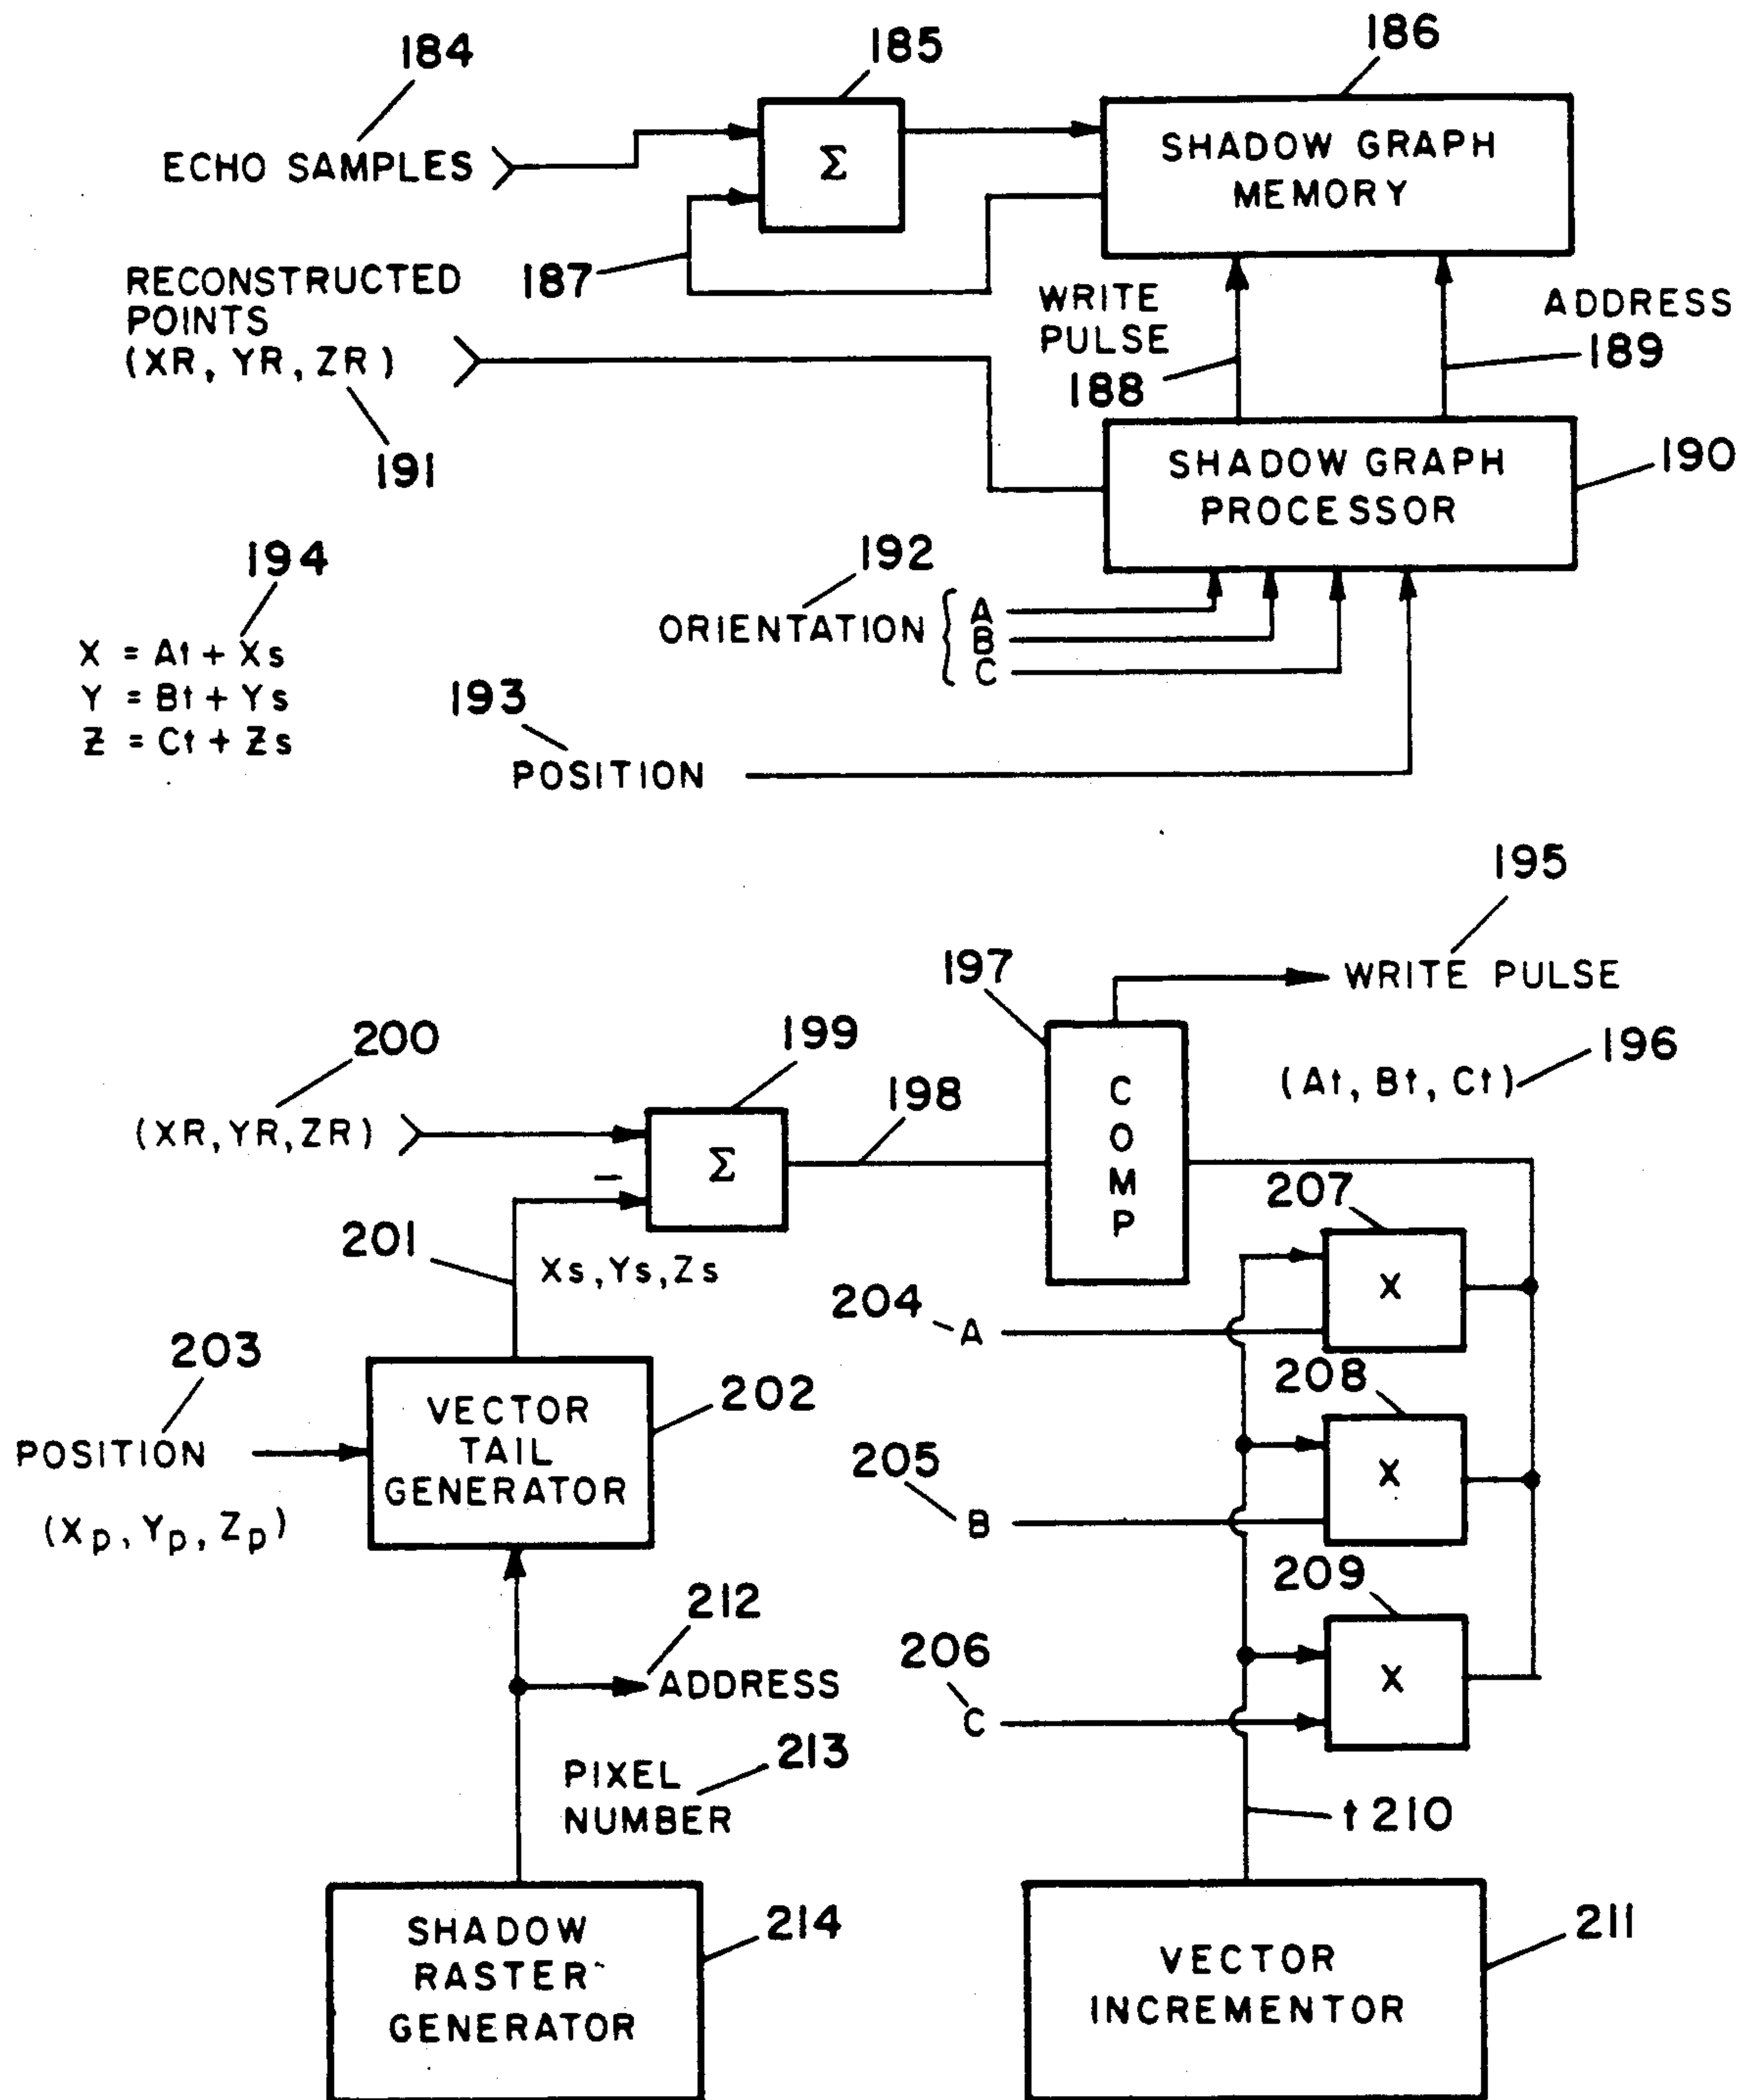 184
185
186
ECHO SAMPLES
Σ
SHADOW GRAPH
MEMORY
RECONSTRUCTED
POINTS
(XR, YR, ZR)
187
WRITE
PULSE
188
ADDRESS
189
191
SHADOW GRAPH
PROCESSOR
190
194
192
ORIENTATION { A
B
C
X = At + Xs
Y = Bt + Ys
Z = Ct + Zs
193
POSITION
195
197
WRITE PULSE
200
199
198
196
(At, Bt, Ct)
(XR, YR, ZR)
Σ
−
C
O
M
P
207
201
Xs, Ys, Zs
X
204
A
203
208
202
VECTOR
TAIL
GENERATOR
POSITION
(Xp, Yp, Zp)
205
X
B
209
212
ADDRESS
206
X
C
213
PIXEL
NUMBER
t 210
SHADOW
RASTER
GENERATOR
214
VECTOR
INCREMENTOR
211